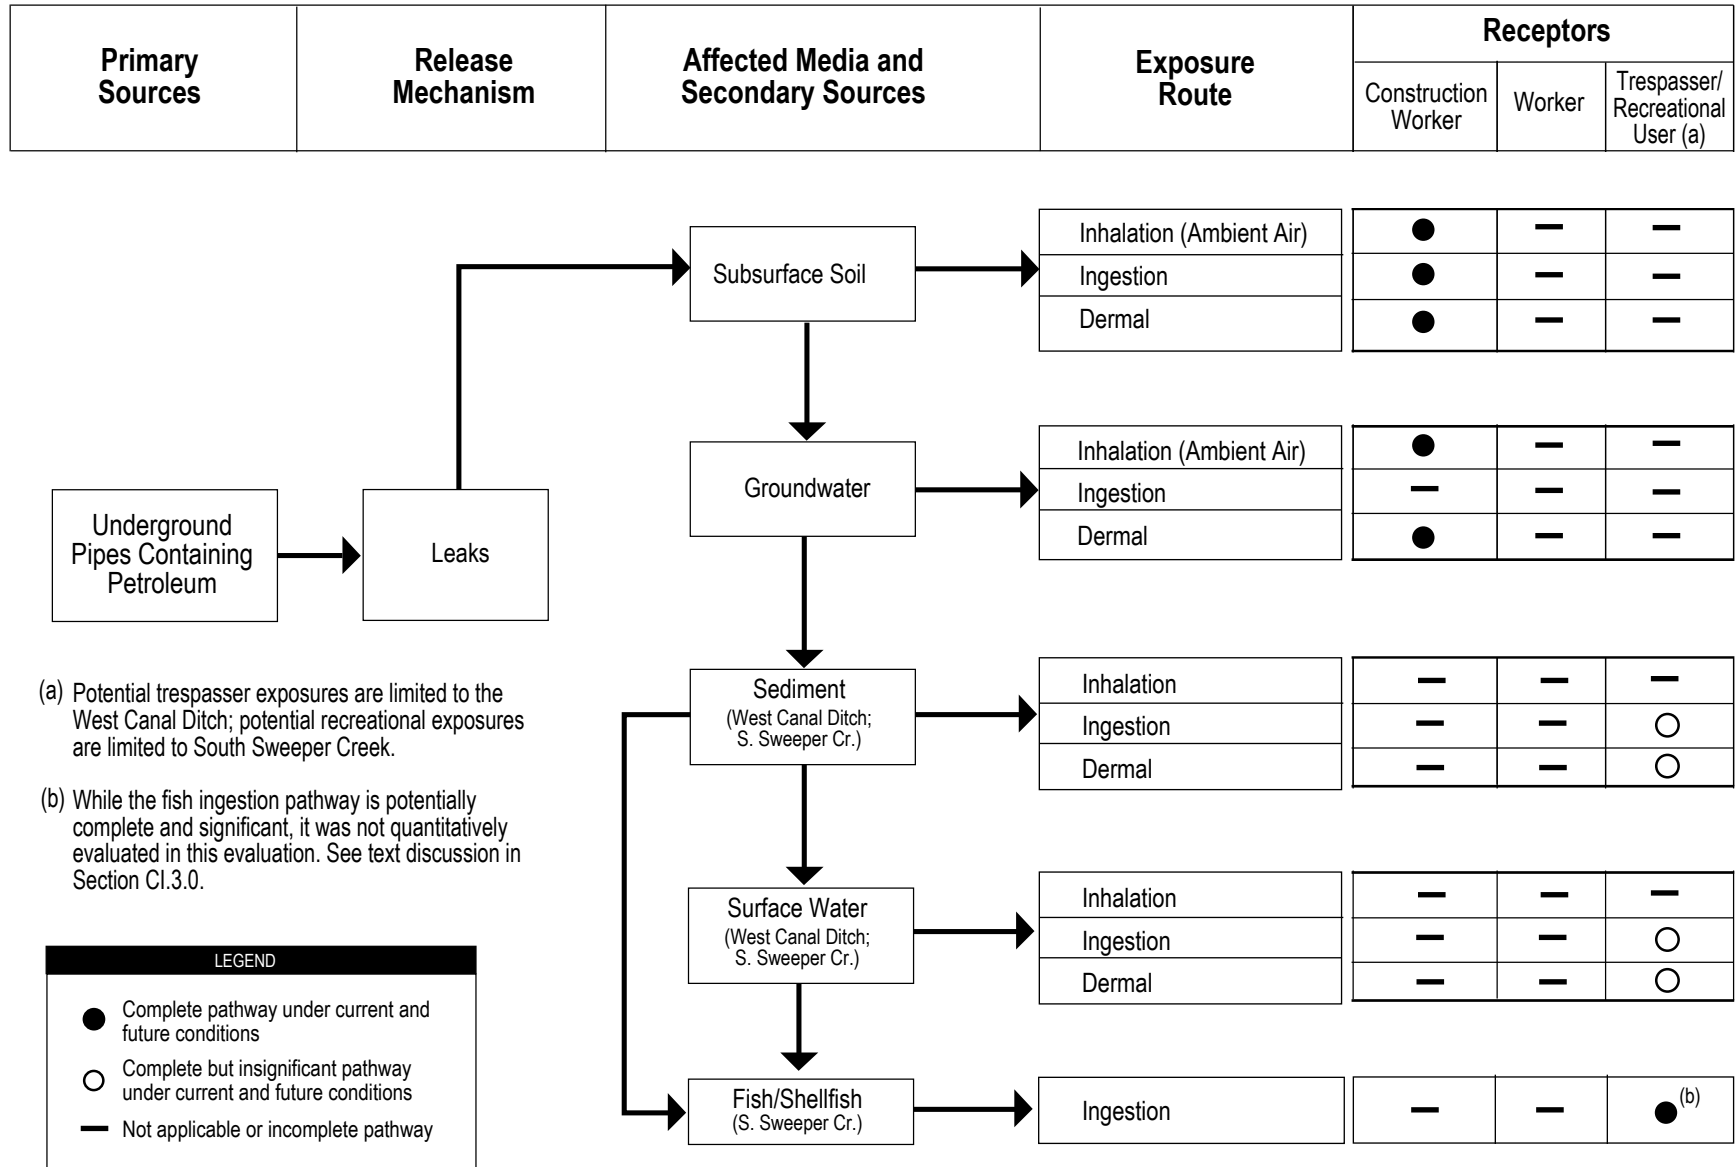 Primary
Sources
Release
Mechanism
Affected Media and
Secondary Sources
Exposure
Route
Receptors
Construction
Worker
Worker
Trespasser/
Recreational
User (a)
Subsurface Soil
Inhalation (Ambient Air)
Ingestion
Dermal
Groundwater
Inhalation (Ambient Air)
Ingestion
Dermal
Underground
Pipes Containing
Petroleum
Leaks
Sediment
(West Canal Ditch;
S. Sweeper Cr.)
Inhalation
Ingestion
Dermal
(a) Potential trespasser exposures are limited to the
West Canal Ditch; potential recreational exposures
are limited to South Sweeper Creek.
(b) While the fish ingestion pathway is potentially
complete and significant, it was not quantitatively
evaluated in this evaluation. See text discussion in
Section CI.3.0.
Surface Water
(West Canal Ditch;
S. Sweeper Cr.)
Inhalation
Ingestion
Dermal
Fish/Shellfish
(S. Sweeper Cr.)
Ingestion
(b)
LEGEND
Complete pathway under current and
future conditions
Complete but insignificant pathway
under current and future conditions
Not applicable or incomplete pathway